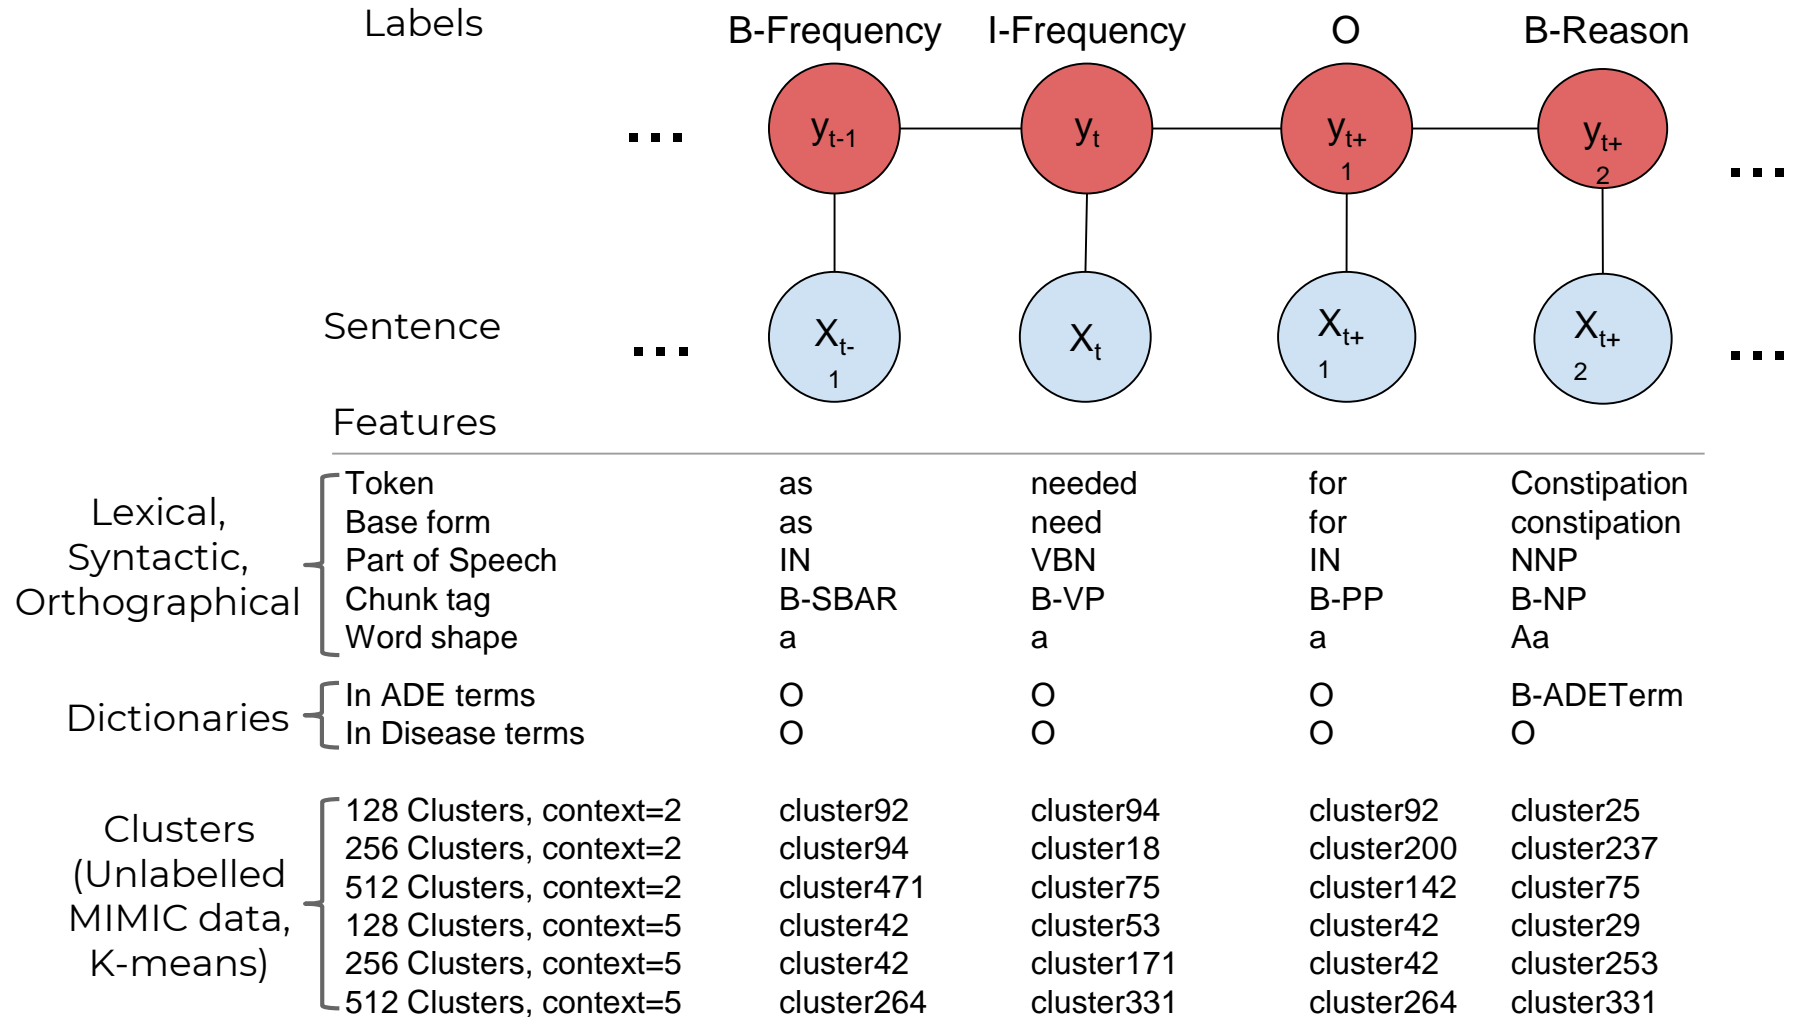 Labels B-Frequency I-Frequency O B-Reason
... yt-1 yt yt+1 yt+2 ...
Sentence ... Xt-1 Xt Xt+1 Xt+2 ...
Features
Lexical, Syntactic, Orthographical
Token as needed for Constipation
Base form as need for constipation
Part of Speech IN VBN IN NNP
Chunk tag B-SBAR B-VP B-PP B-NP
Word shape a a a Aa
Dictionaries
In ADE terms O O O B-ADETerm
In Disease terms O O O O
Clusters (Unlabelled MIMIC data, K-means)
128 Clusters, context=2 cluster92 cluster94 cluster92 cluster25
256 Clusters, context=2 cluster94 cluster18 cluster200 cluster237
512 Clusters, context=2 cluster471 cluster75 cluster142 cluster75
128 Clusters, context=5 cluster42 cluster53 cluster42 cluster29
256 Clusters, context=5 cluster42 cluster171 cluster42 cluster253
512 Clusters, context=5 cluster264 cluster331 cluster264 cluster331